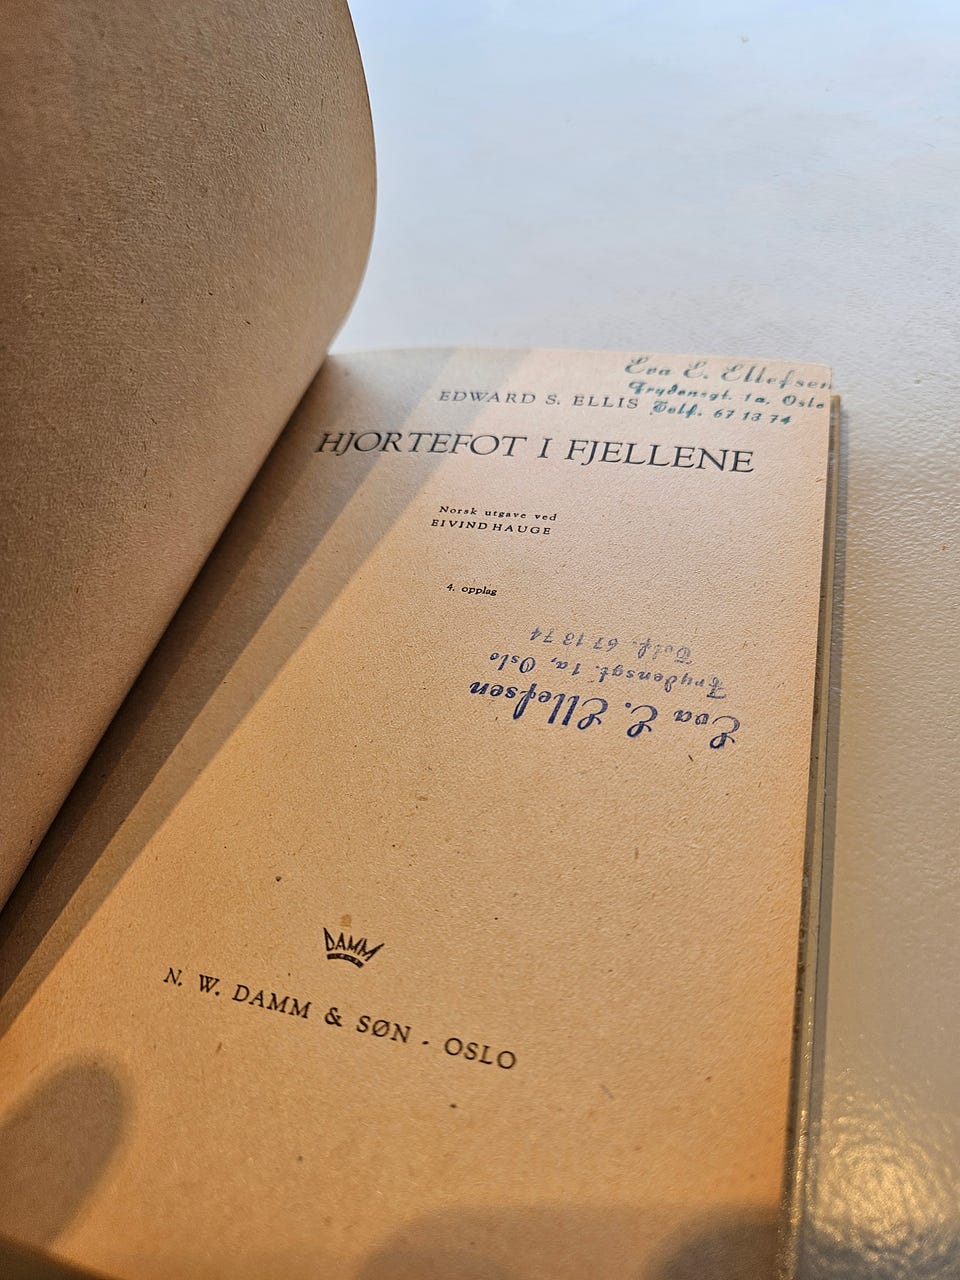 Eva E. Ellefsen
Frydensgt. 1a, Oslo
Telf. 67 13 74
EDWARD S. ELLIS
HJORTEFOT I FJELLENE
Norsk utgave ved
EIVIND HAUGE
4. opplag
Eva E. Ellefsen
Frydensgt. 1a, Oslo
Telf. 67 13 74
DAMM
N. W. DAMM & SØN - OSLO